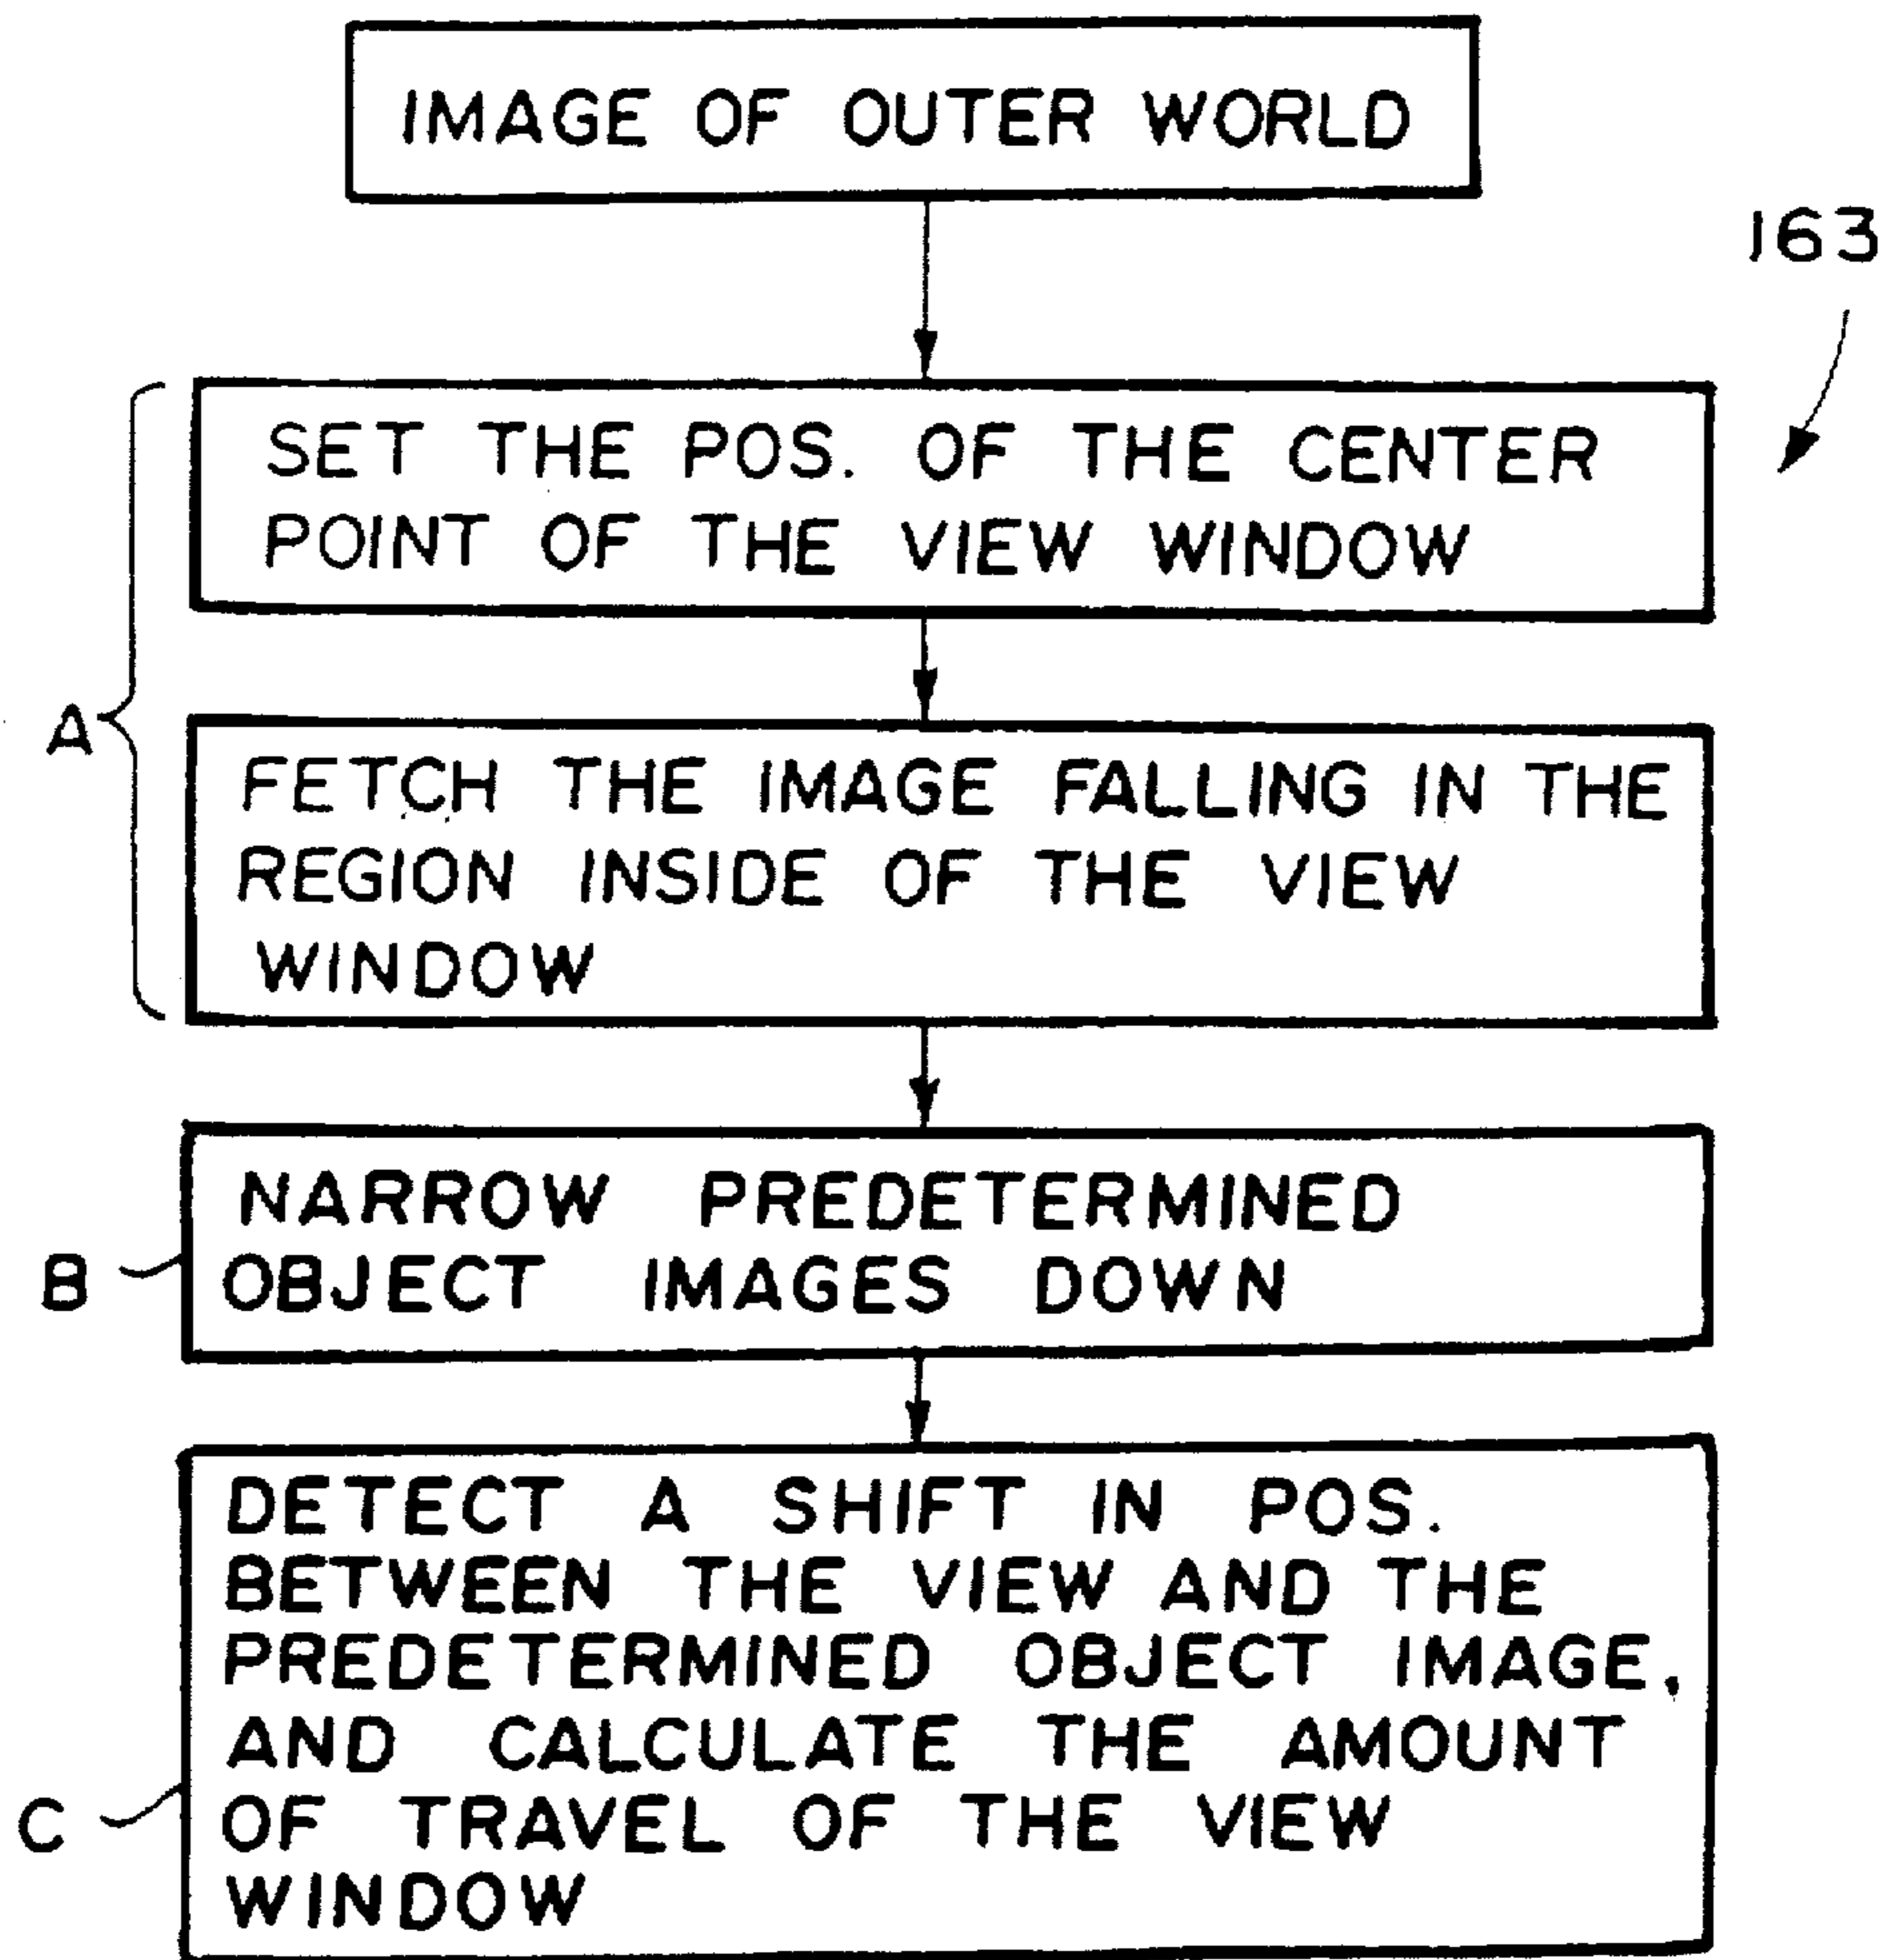 IMAGE OF OUTER WORLD
163
SET THE POS. OF THE CENTER
POINT OF THE VIEW WINDOW
A
FETCH THE IMAGE FALLING IN THE
REGION INSIDE OF THE VIEW
WINDOW
NARROW PREDETERMINED
B
OBJECT IMAGES DOWN
DETECT A SHIFT IN POS.
BETWEEN THE VIEW AND THE
PREDETERMINED OBJECT IMAGE,
AND CALCULATE THE AMOUNT
C
OF TRAVEL OF THE VIEW
WINDOW